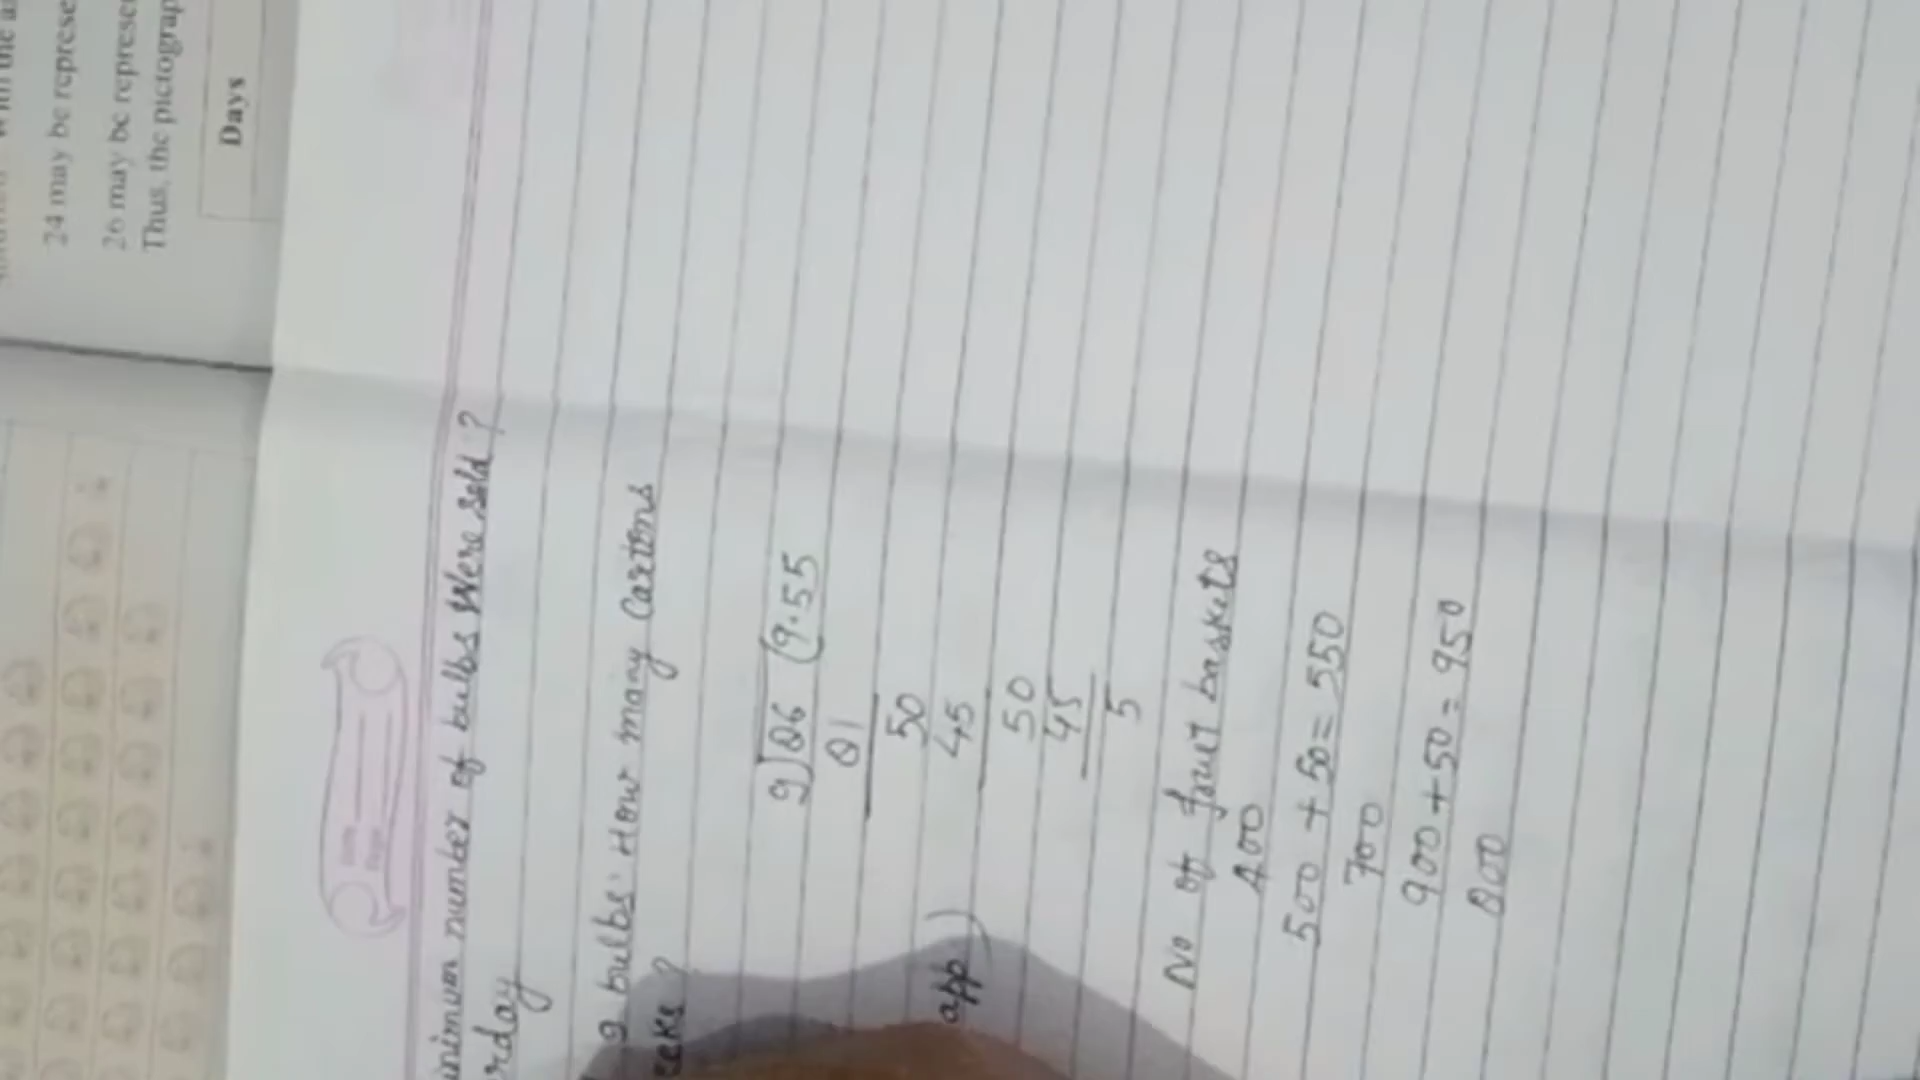 24 may be represe
26 may be represe
Thus, the pictograp
Days
nimum number of bulbs Were sold ?
rday
9 bulbs. How many Cartons
eeks ?
9)86 (9.55
81
50
45
app)
50
45
5
No of fruit baskets
400
500 + 50 = 550
700
900 + 50 = 950
800